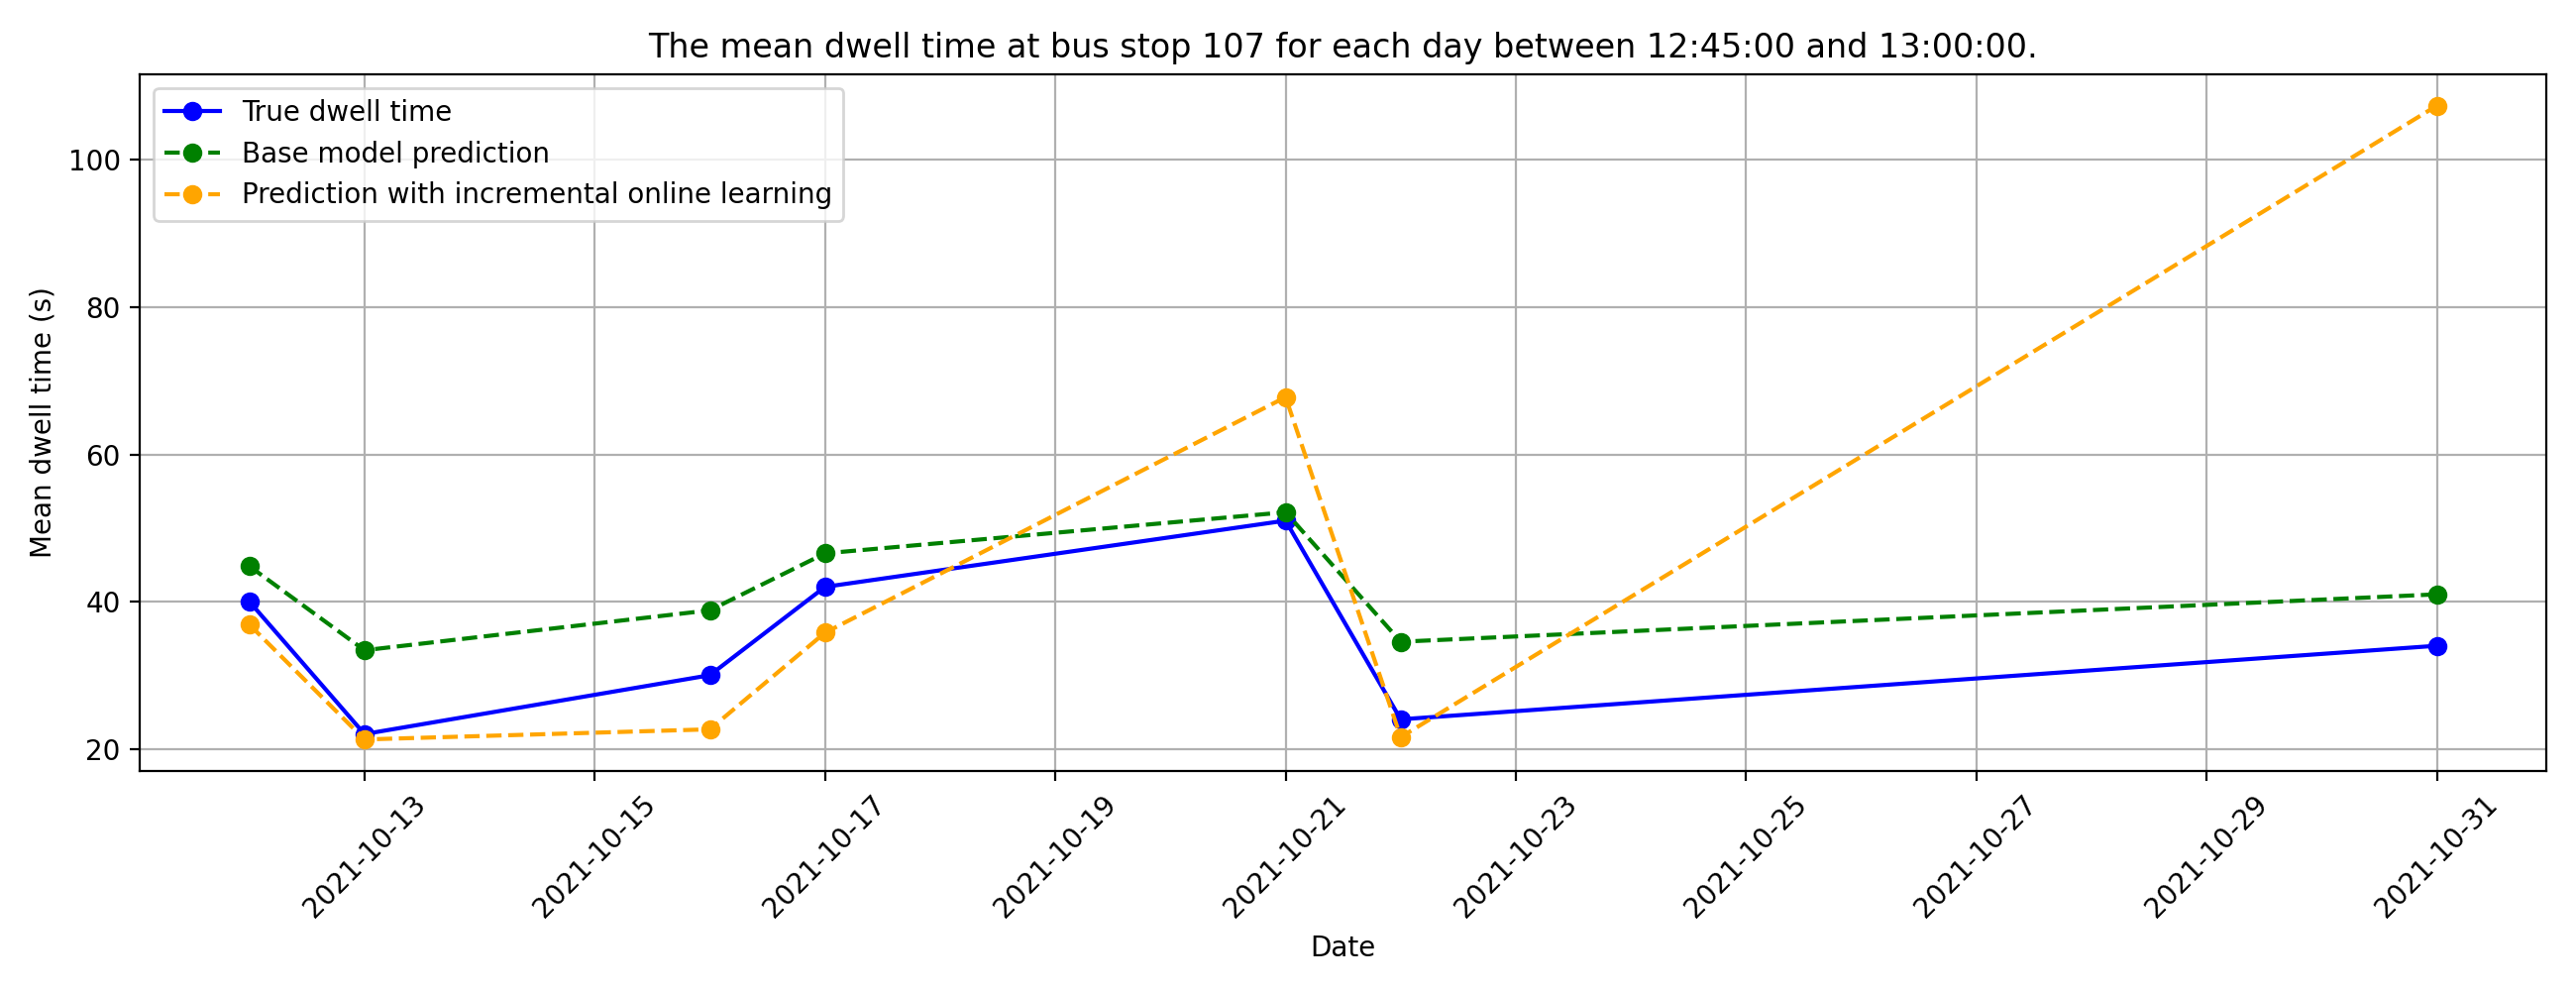 The mean dwell time at bus stop 107 for each day between 12:45:00 and 13:00:00.
True dwell time
Base model prediction
Prediction with incremental online learning
Mean dwell time (s)
100
80
60
40
20
2021-10-13
2021-10-15
2021-10-17
2021-10-19
2021-10-21
2021-10-23
2021-10-25
2021-10-27
2021-10-29
2021-10-31
Date